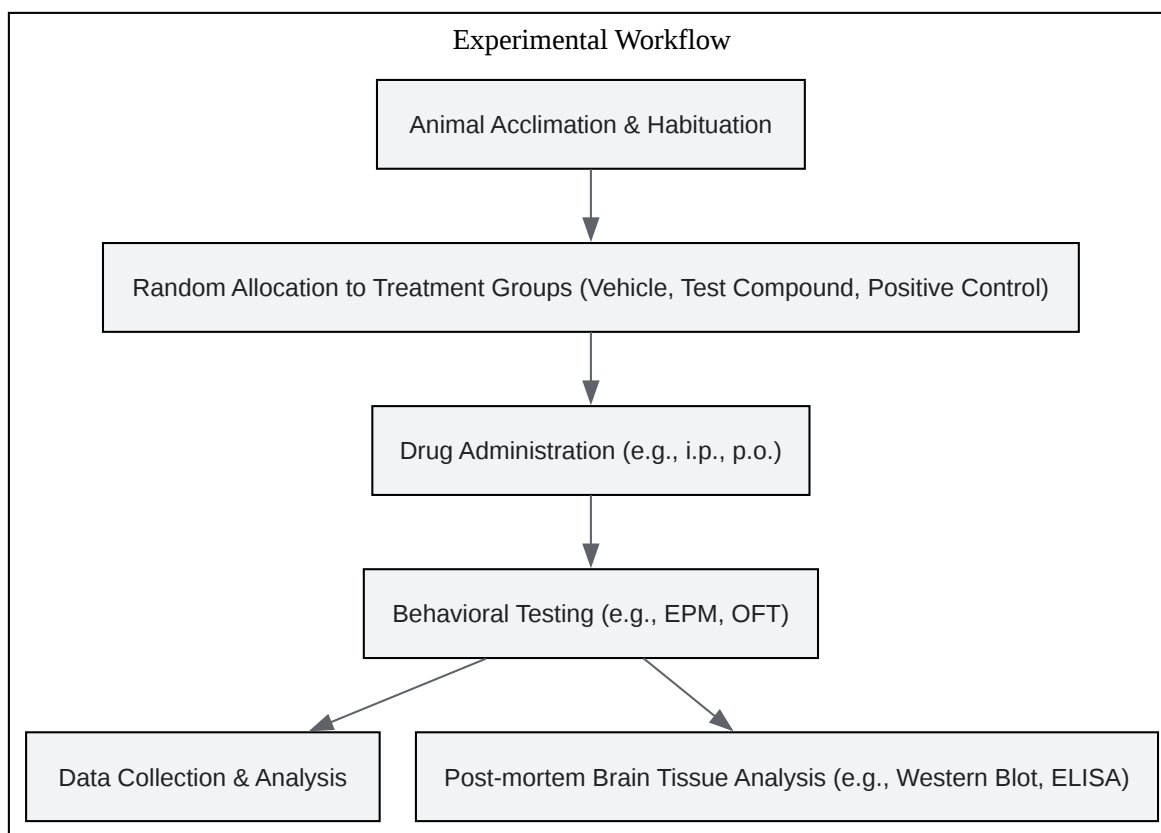 Experimental Workflow
Animal Acclimation & Habituation
Random Allocation to Treatment Groups (Vehicle, Test Compound, Positive Control)
Drug Administration (e.g., i.p., p.o.)
Behavioral Testing (e.g., EPM, OFT)
Data Collection & Analysis
Post-mortem Brain Tissue Analysis (e.g., Western Blot, ELISA)